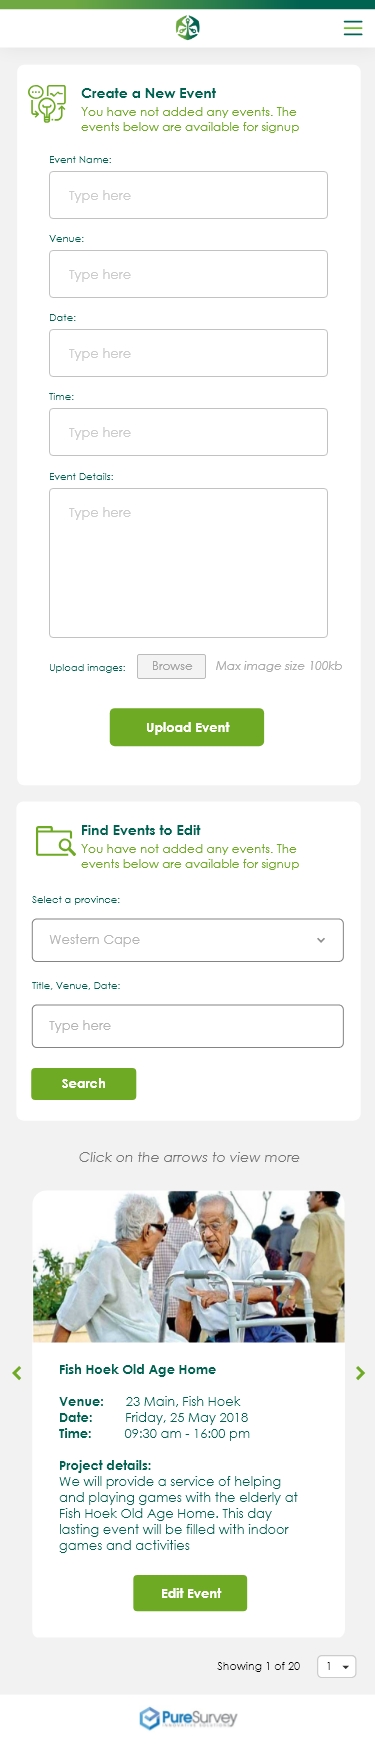 Create a New Event
You have not added any events. The
events below are available for signup
Event Name:
Type here
Venue:
Type here
Date:
Type here
Time:
Type here
Event Details:
Type here
Upload images: Browse Max image size 100kb
Upload Event
Find Events to Edit
You have not added any events. The
events below are available for signup
Select a province:
Western Cape
Title, Venue, Date:
Type here
Search
Click on the arrows to view more
Fish Hoek Old Age Home
Venue: 23 Main, Fish Hoek
Date: Friday, 25 May 2018
Time: 09:30 am - 16:00 pm
Project details:
We will provide a service of helping
and playing games with the elderly at
Fish Hoek Old Age Home. This day
lasting event will be filled with indoor
games and activities
Edit Event
Showing 1 of 20 1
PureSurvey
INNOVATIVE SOLUTIONS